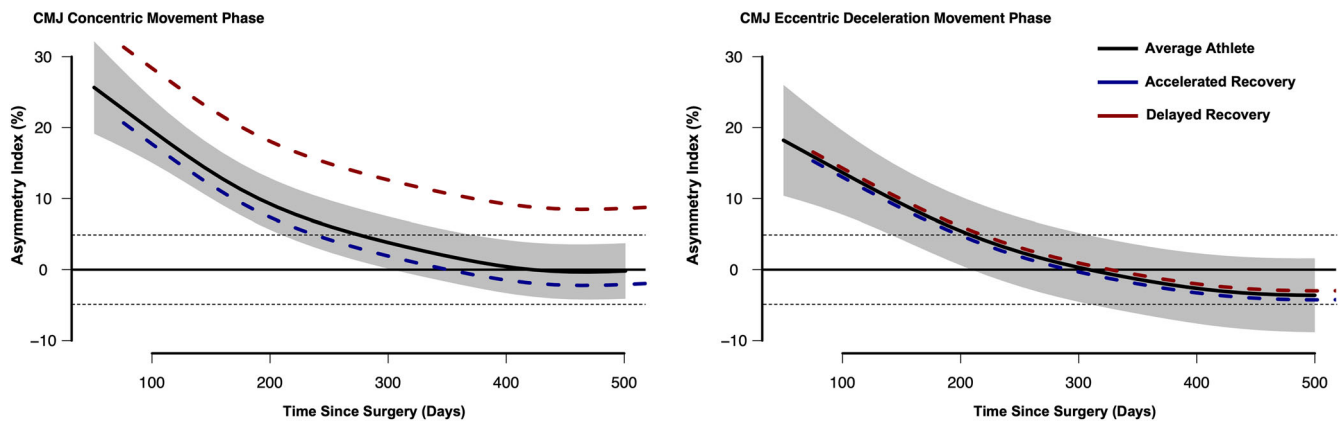 CMJ Concentric Movement Phase
Asymmetry Index (%)
30
20
10
0
−10
100 200 300 400 500
Time Since Surgery (Days)
CMJ Eccentric Deceleration Movement Phase
Average Athlete
Accelerated Recovery
Delayed Recovery
Asymmetry Index (%)
30
20
10
0
−10
100 200 300 400 500
Time Since Surgery (Days)